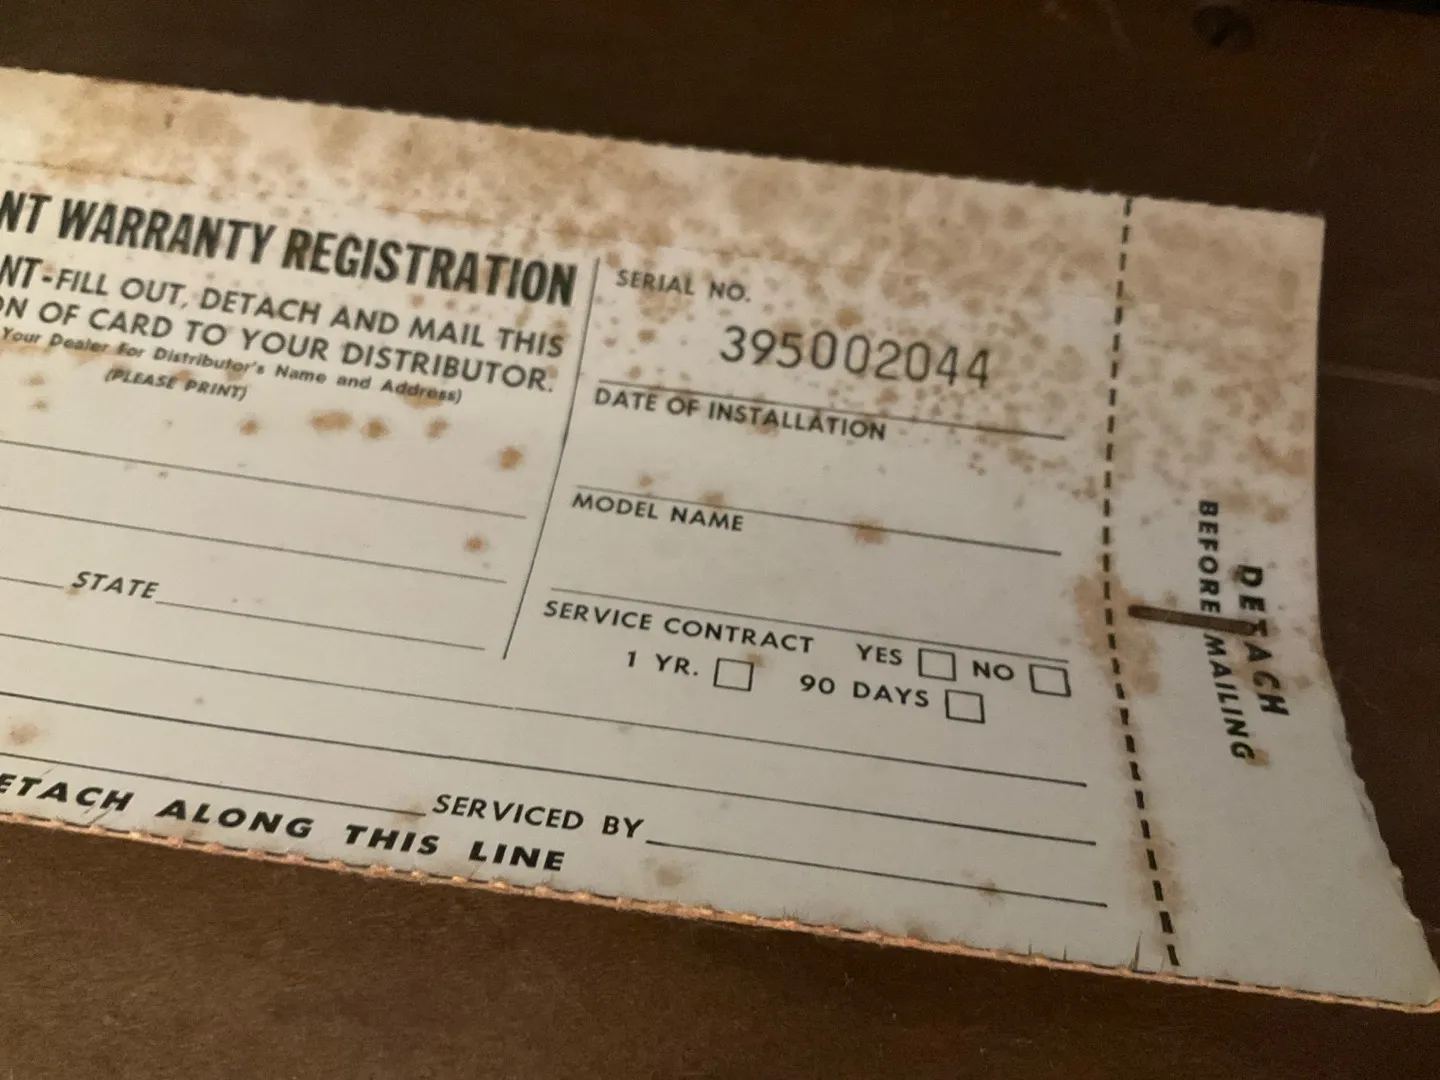 NT WARRANTY REGISTRATION
NT-FILL OUT, DETACH AND MAIL THIS
ON OF CARD TO YOUR DISTRIBUTOR.
Your Dealer for Distributor's Name and Address)
(PLEASE PRINT)
STATE
SERIAL NO.
395002044
DATE OF INSTALLATION
MODEL NAME
SERVICE CONTRACT YES NO
1 YR. 90 DAYS
SERVICED BY
ETACH ALONG THIS LINE
DETACH
BEFORE MAILING